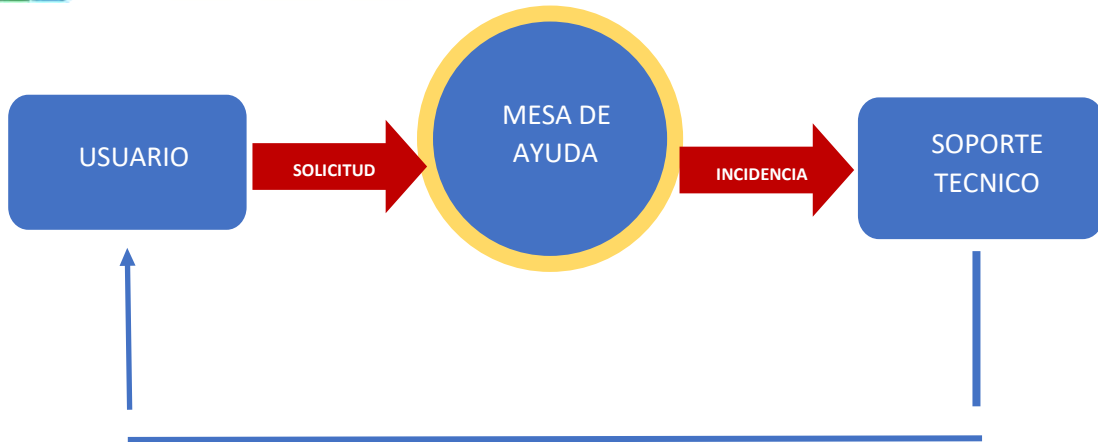 USUARIO
SOLICITUD
MESA DE
AYUDA
INCIDENCIA
SOPORTE
TECNICO